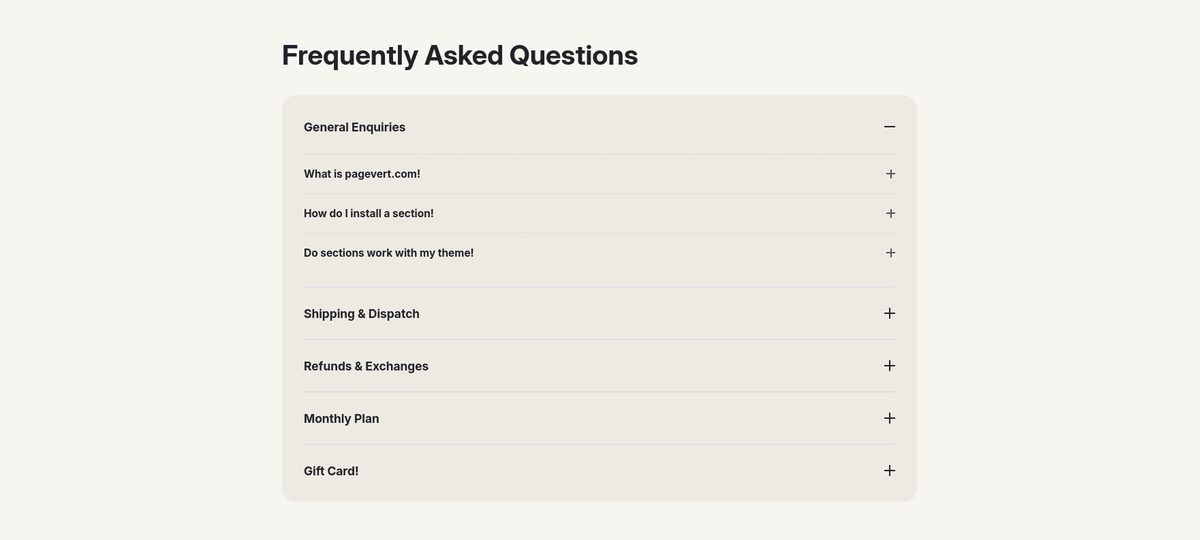 Frequently Asked Questions
General Enquiries
What is pagevert.com!
How do I install a section!
Do sections work with my theme!
Shipping & Dispatch
Refunds & Exchanges
Monthly Plan
Gift Card!